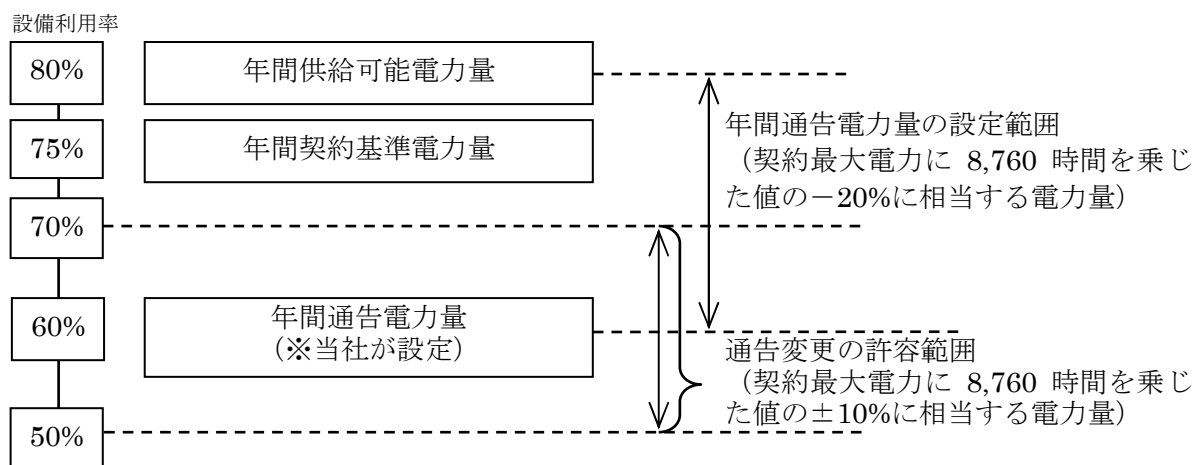 設備利用率
80%
年間供給可能電力量
75%
年間契約基準電力量
年間通告電力量の設定範囲
(契約最大電力に 8,760 時間を乗じ
た値の－20%に相当する電力量)
70%
60%
年間通告電力量
(※当社が設定)
通告変更の許容範囲
(契約最大電力に 8,760 時間を乗じ
た値の±10%に相当する電力量)
50%